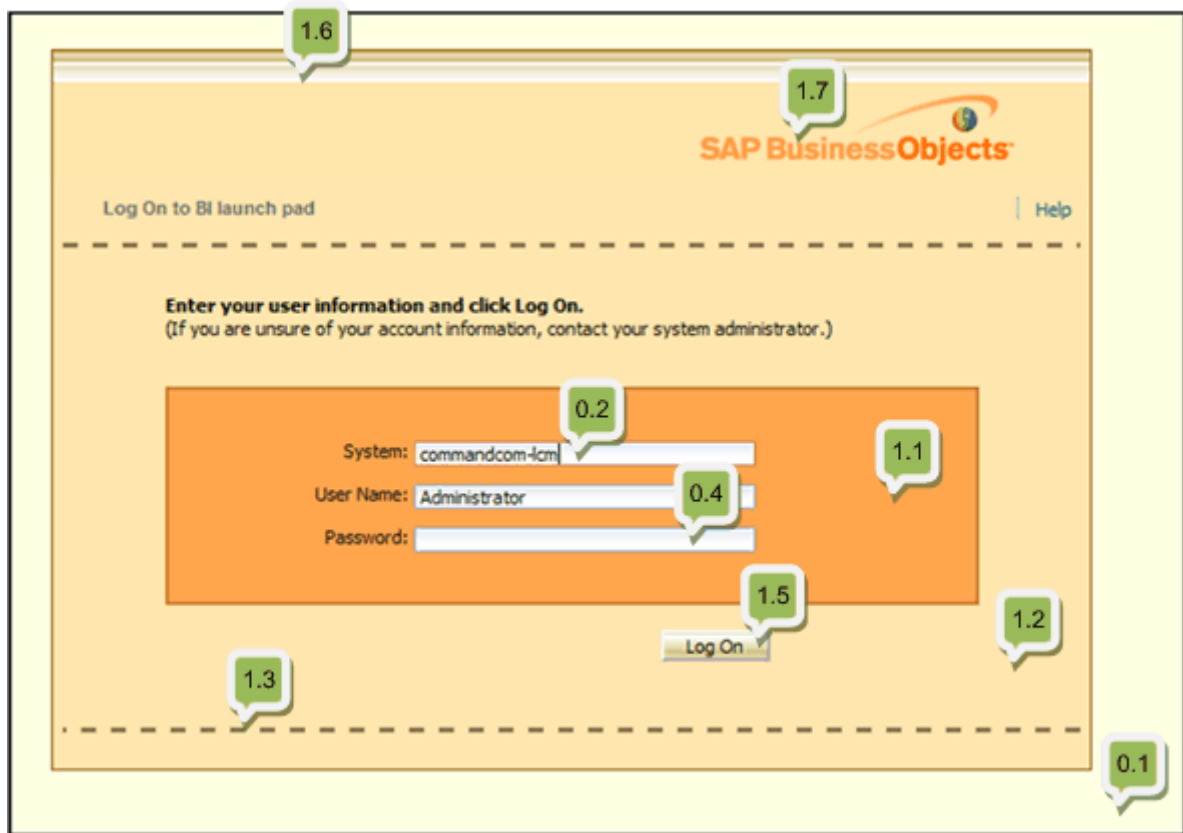 1.6
1.7
SAP BusinessObjects
Log On to BI launch pad
Help
Enter your user information and click Log On.
(If you are unsure of your account information, contact your system administrator.)
0.2
System: commandcom-lcm
1.1
User Name: Administrator
0.4
Password:
1.5
1.2
Log On
1.3
0.1